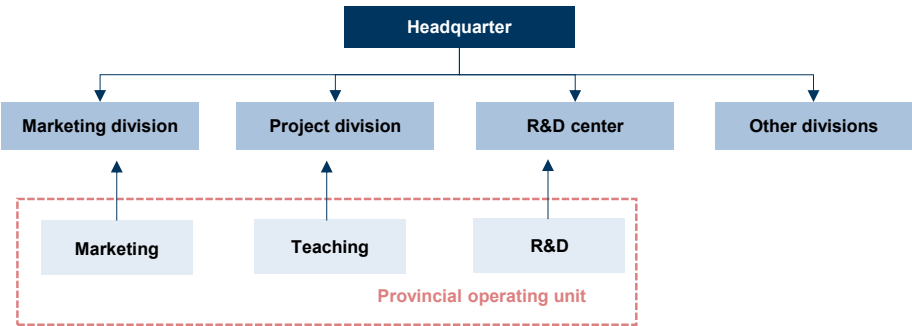 Headquarter
Marketing division
Project division
R&D center
Other divisions
Marketing
Teaching
R&D
Provincial operating unit